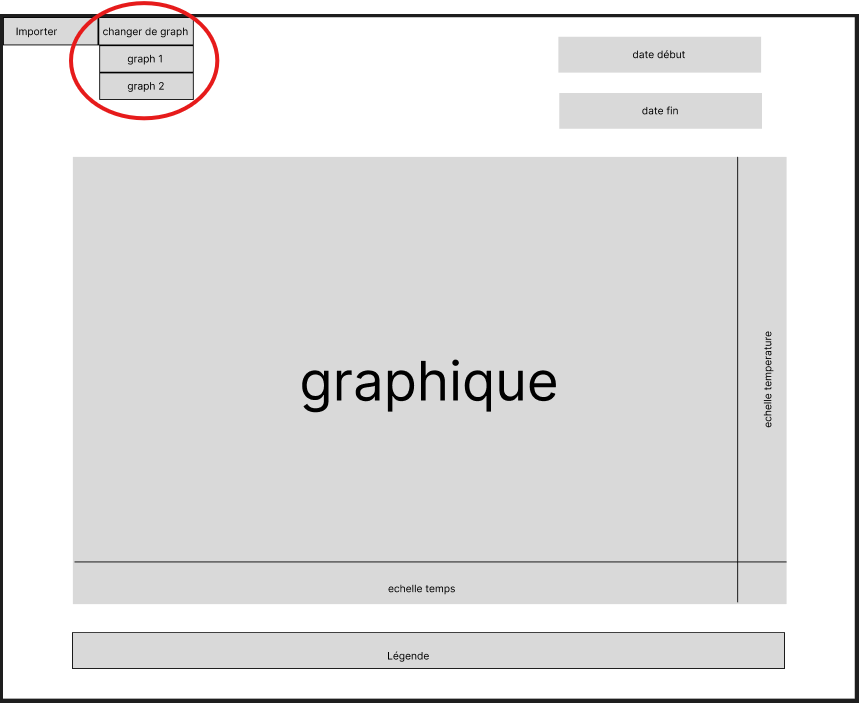 Importer
changer de graph
graph 1
graph 2
date début
date fin
graphique
echelle temperature
echelle temps
Légende